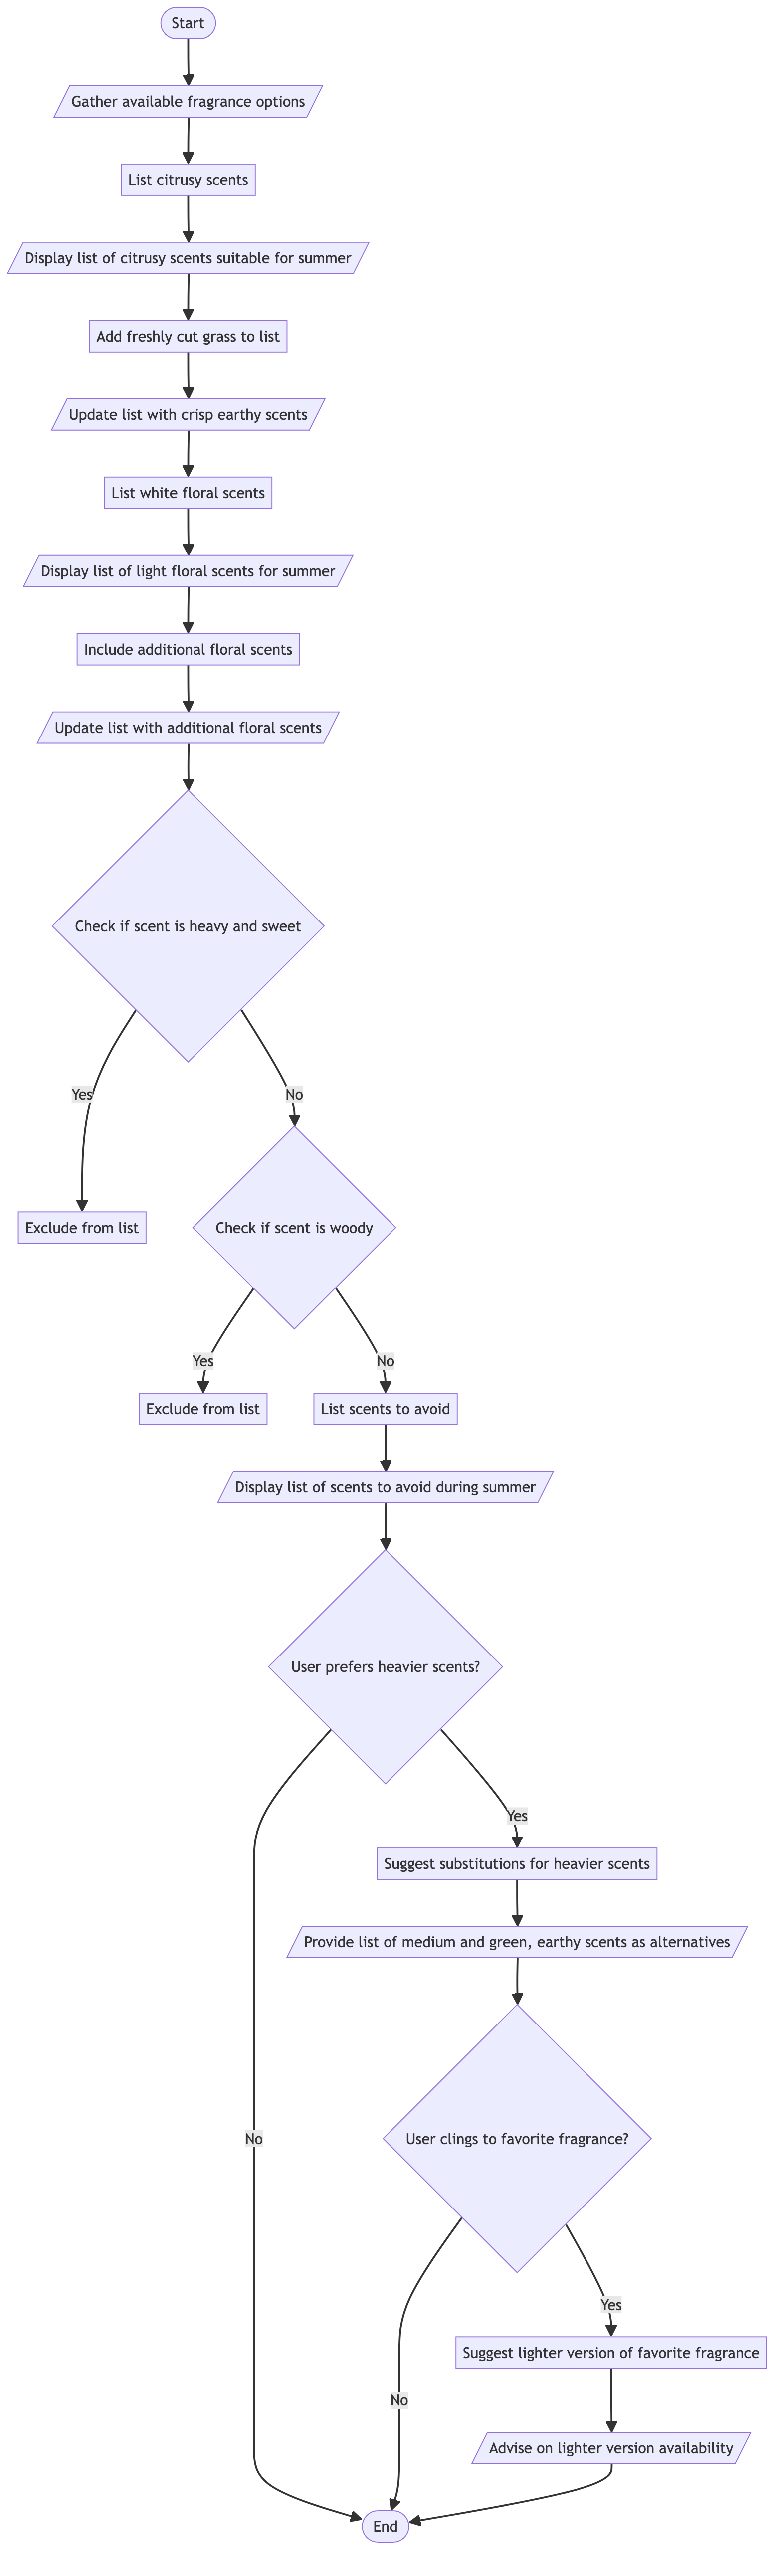 Start
Gather available fragrance options
List citrusy scents
Display list of citrusy scents suitable for summer
Add freshly cut grass to list
Update list with crisp earthy scents
List white floral scents
Display list of light floral scents for summer
Include additional floral scents
Update list with additional floral scents
Check if scent is heavy and sweet
Yes
No
Exclude from list
Check if scent is woody
Yes
No
Exclude from list
List scents to avoid
Display list of scents to avoid during summer
User prefers heavier scents?
Yes
Suggest substitutions for heavier scents
Provide list of medium and green, earthy scents as alternatives
No
User clings to favorite fragrance?
Yes
Suggest lighter version of favorite fragrance
No
Advise on lighter version availability
End